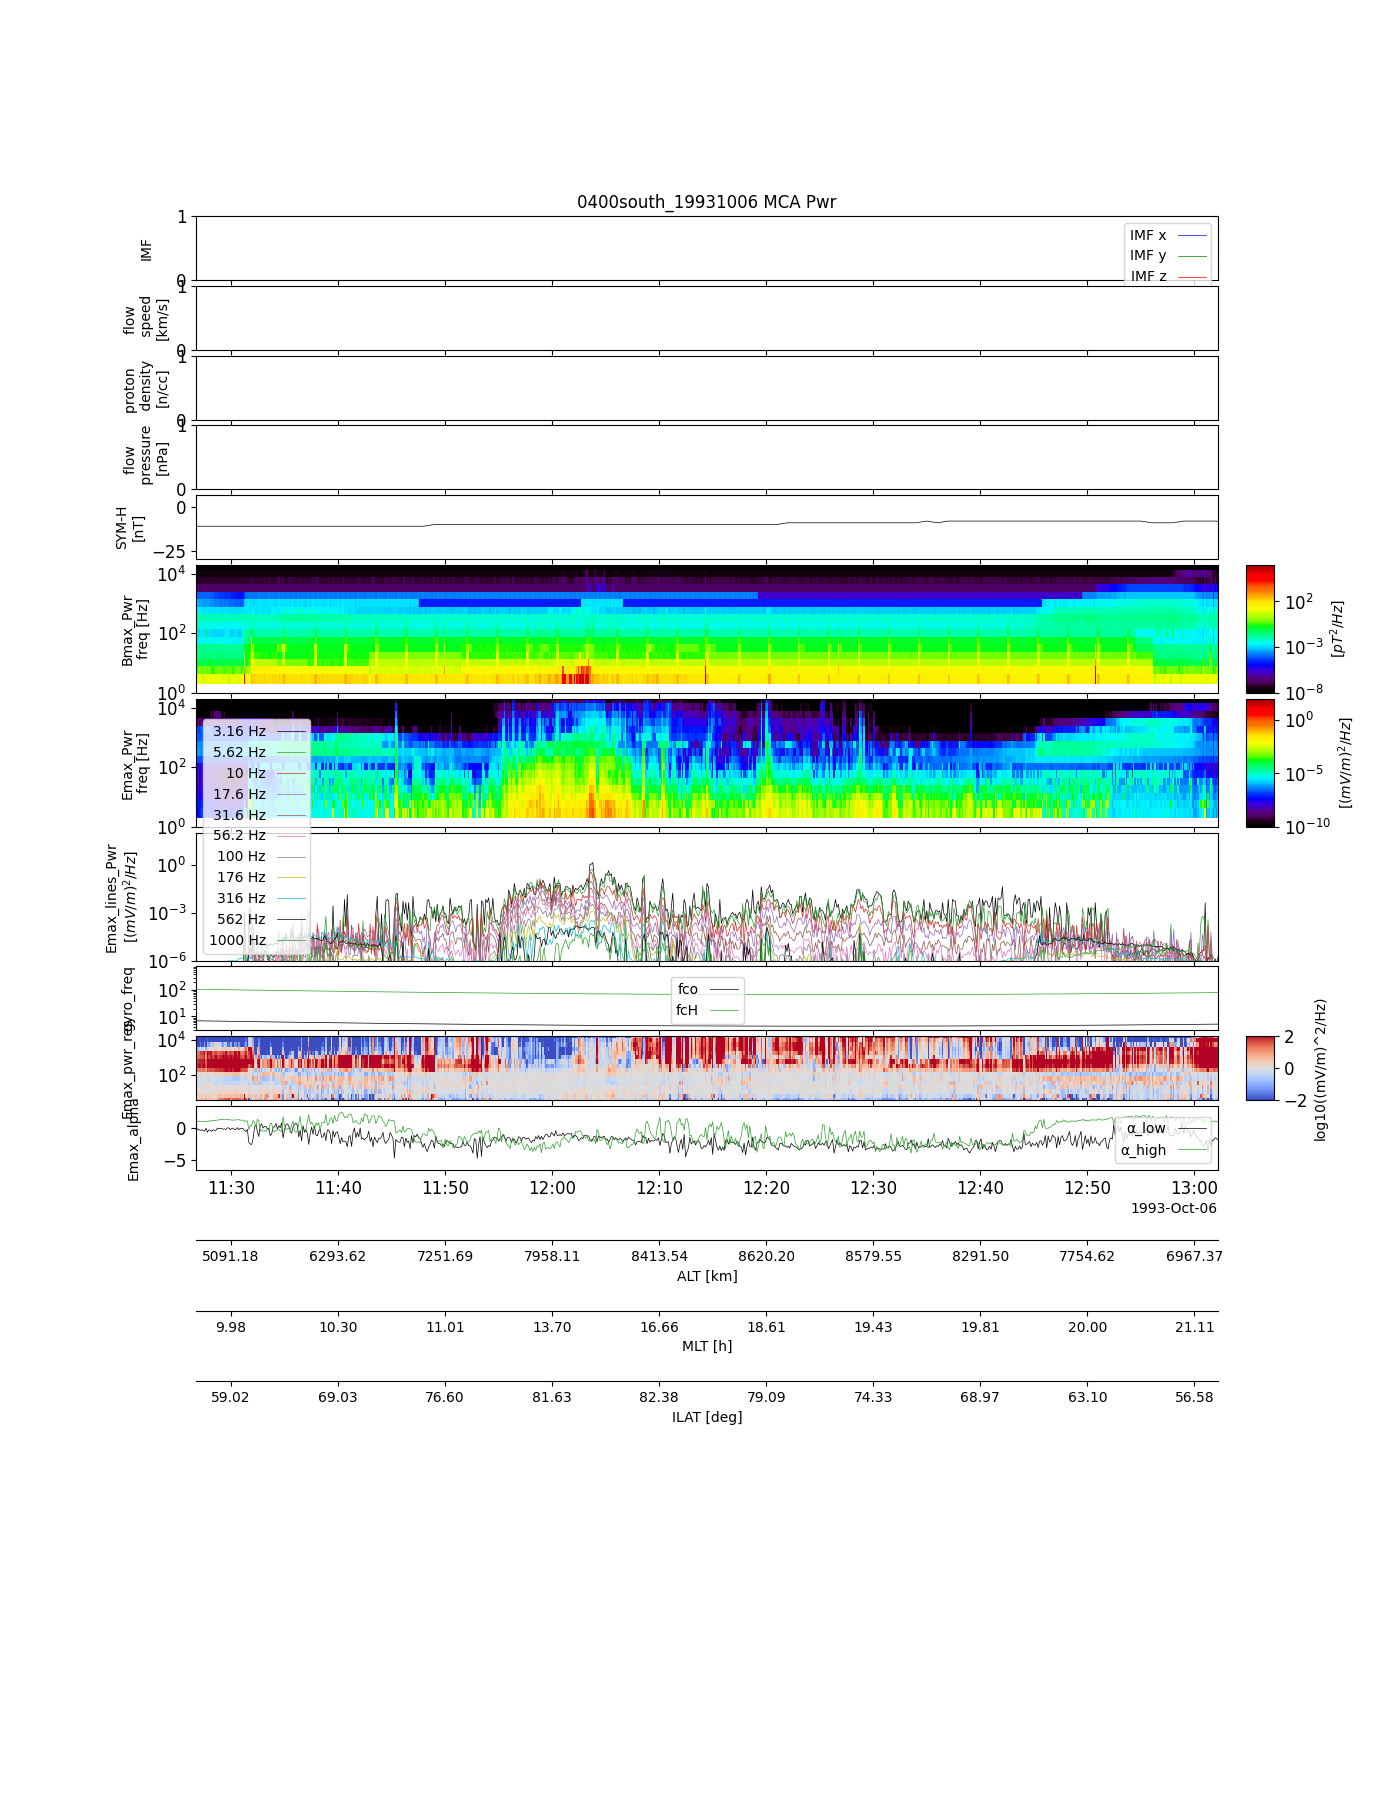 0400south_19931006 MCA Pwr
1
0
IMF
IMF x
IMF y
IMF z
1
0
flow
speed
[km/s]
1
0
proton
density
[n/cc]
1
0
flow
pressure
[nPa]
0
−25
SYM-H
[nT]
10^4
10^2
10^0
Bmax_Pwr
freq [Hz]
10^2
10^-3
10^-8
[pT^2/Hz]
10^4
10^2
10^0
Emax_Pwr
freq [Hz]
10^0
10^-5
10^-10
[(mV/m)^2/Hz]
3.16 Hz
5.62 Hz
10 Hz
17.6 Hz
31.6 Hz
56.2 Hz
100 Hz
176 Hz
316 Hz
562 Hz
1000 Hz
10^0
10^-3
10^-6
Emax_lines_Pwr
[(mV/m)^2/Hz]
10^2
10^1
gyro_freq
fco
fcH
10^4
10^2
Emax_pwr_reg
2
0
−2
log10((mV/m)^2/Hz)
0
−5
Emax_alpha
α_low
α_high
11:30 11:40 11:50 12:00 12:10 12:20 12:30 12:40 12:50 13:00
1993-Oct-06
5091.18 6293.62 7251.69 7958.11 8413.54 8620.20 8579.55 8291.50 7754.62 6967.37
ALT [km]
9.98 10.30 11.01 13.70 16.66 18.61 19.43 19.81 20.00 21.11
MLT [h]
59.02 69.03 76.60 81.63 82.38 79.09 74.33 68.97 63.10 56.58
ILAT [deg]